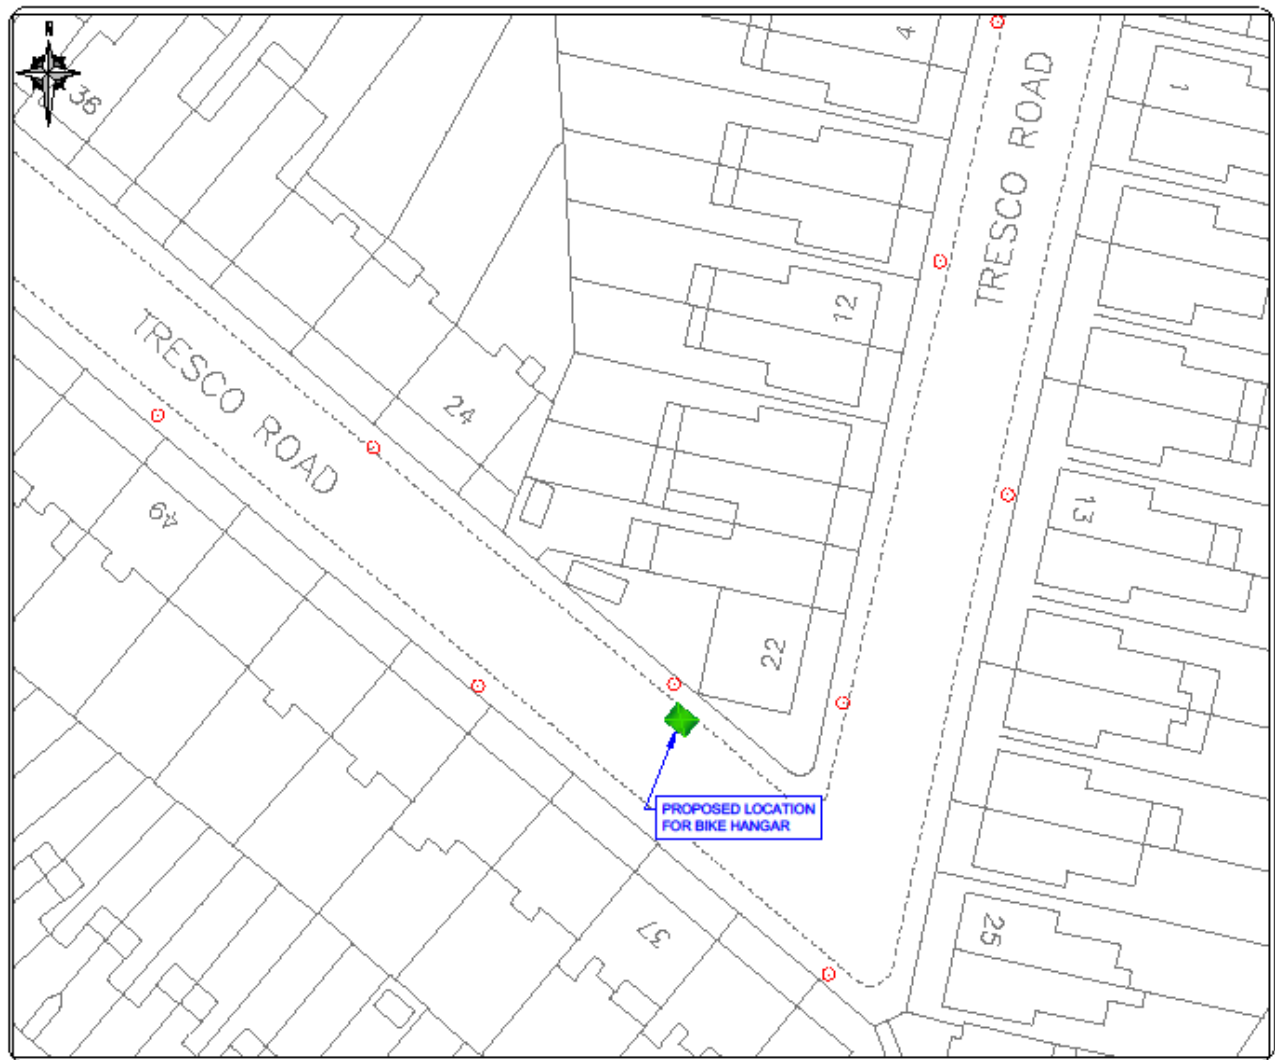 N
36
4
1
TRESCO ROAD
12
TRESCO ROAD
24
49
13
22
PROPOSED LOCATION
FOR BIKE HANGAR
37
25